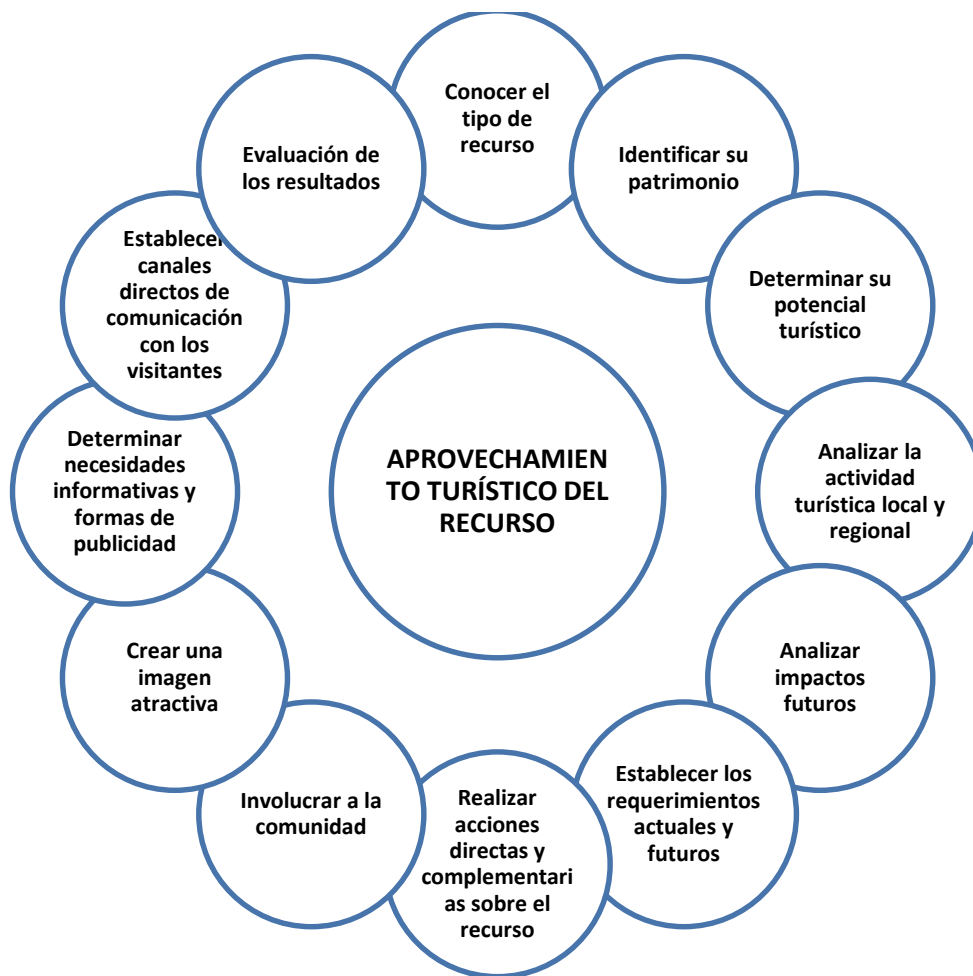 Conocer el
tipo de
recurso
Identificar su
patrimonio
Determinar su
potencial
turístico
Analizar la
actividad
turística local y
regional
Analizar
impactos
futuros
Establecer los
requerimientos
actuales y
futuros
Realizar
acciones
directas y
complementari
as sobre el
recurso
Involucrar a la
comunidad
Crear una
imagen
atractiva
Determinar
necesidades
informativas y
formas de
publicidad
Establecer
canales
directos de
comunicación
con los
visitantes
Evaluación de
los resultados
APROVECHAMIEN
TO TURÍSTICO DEL
RECURSO